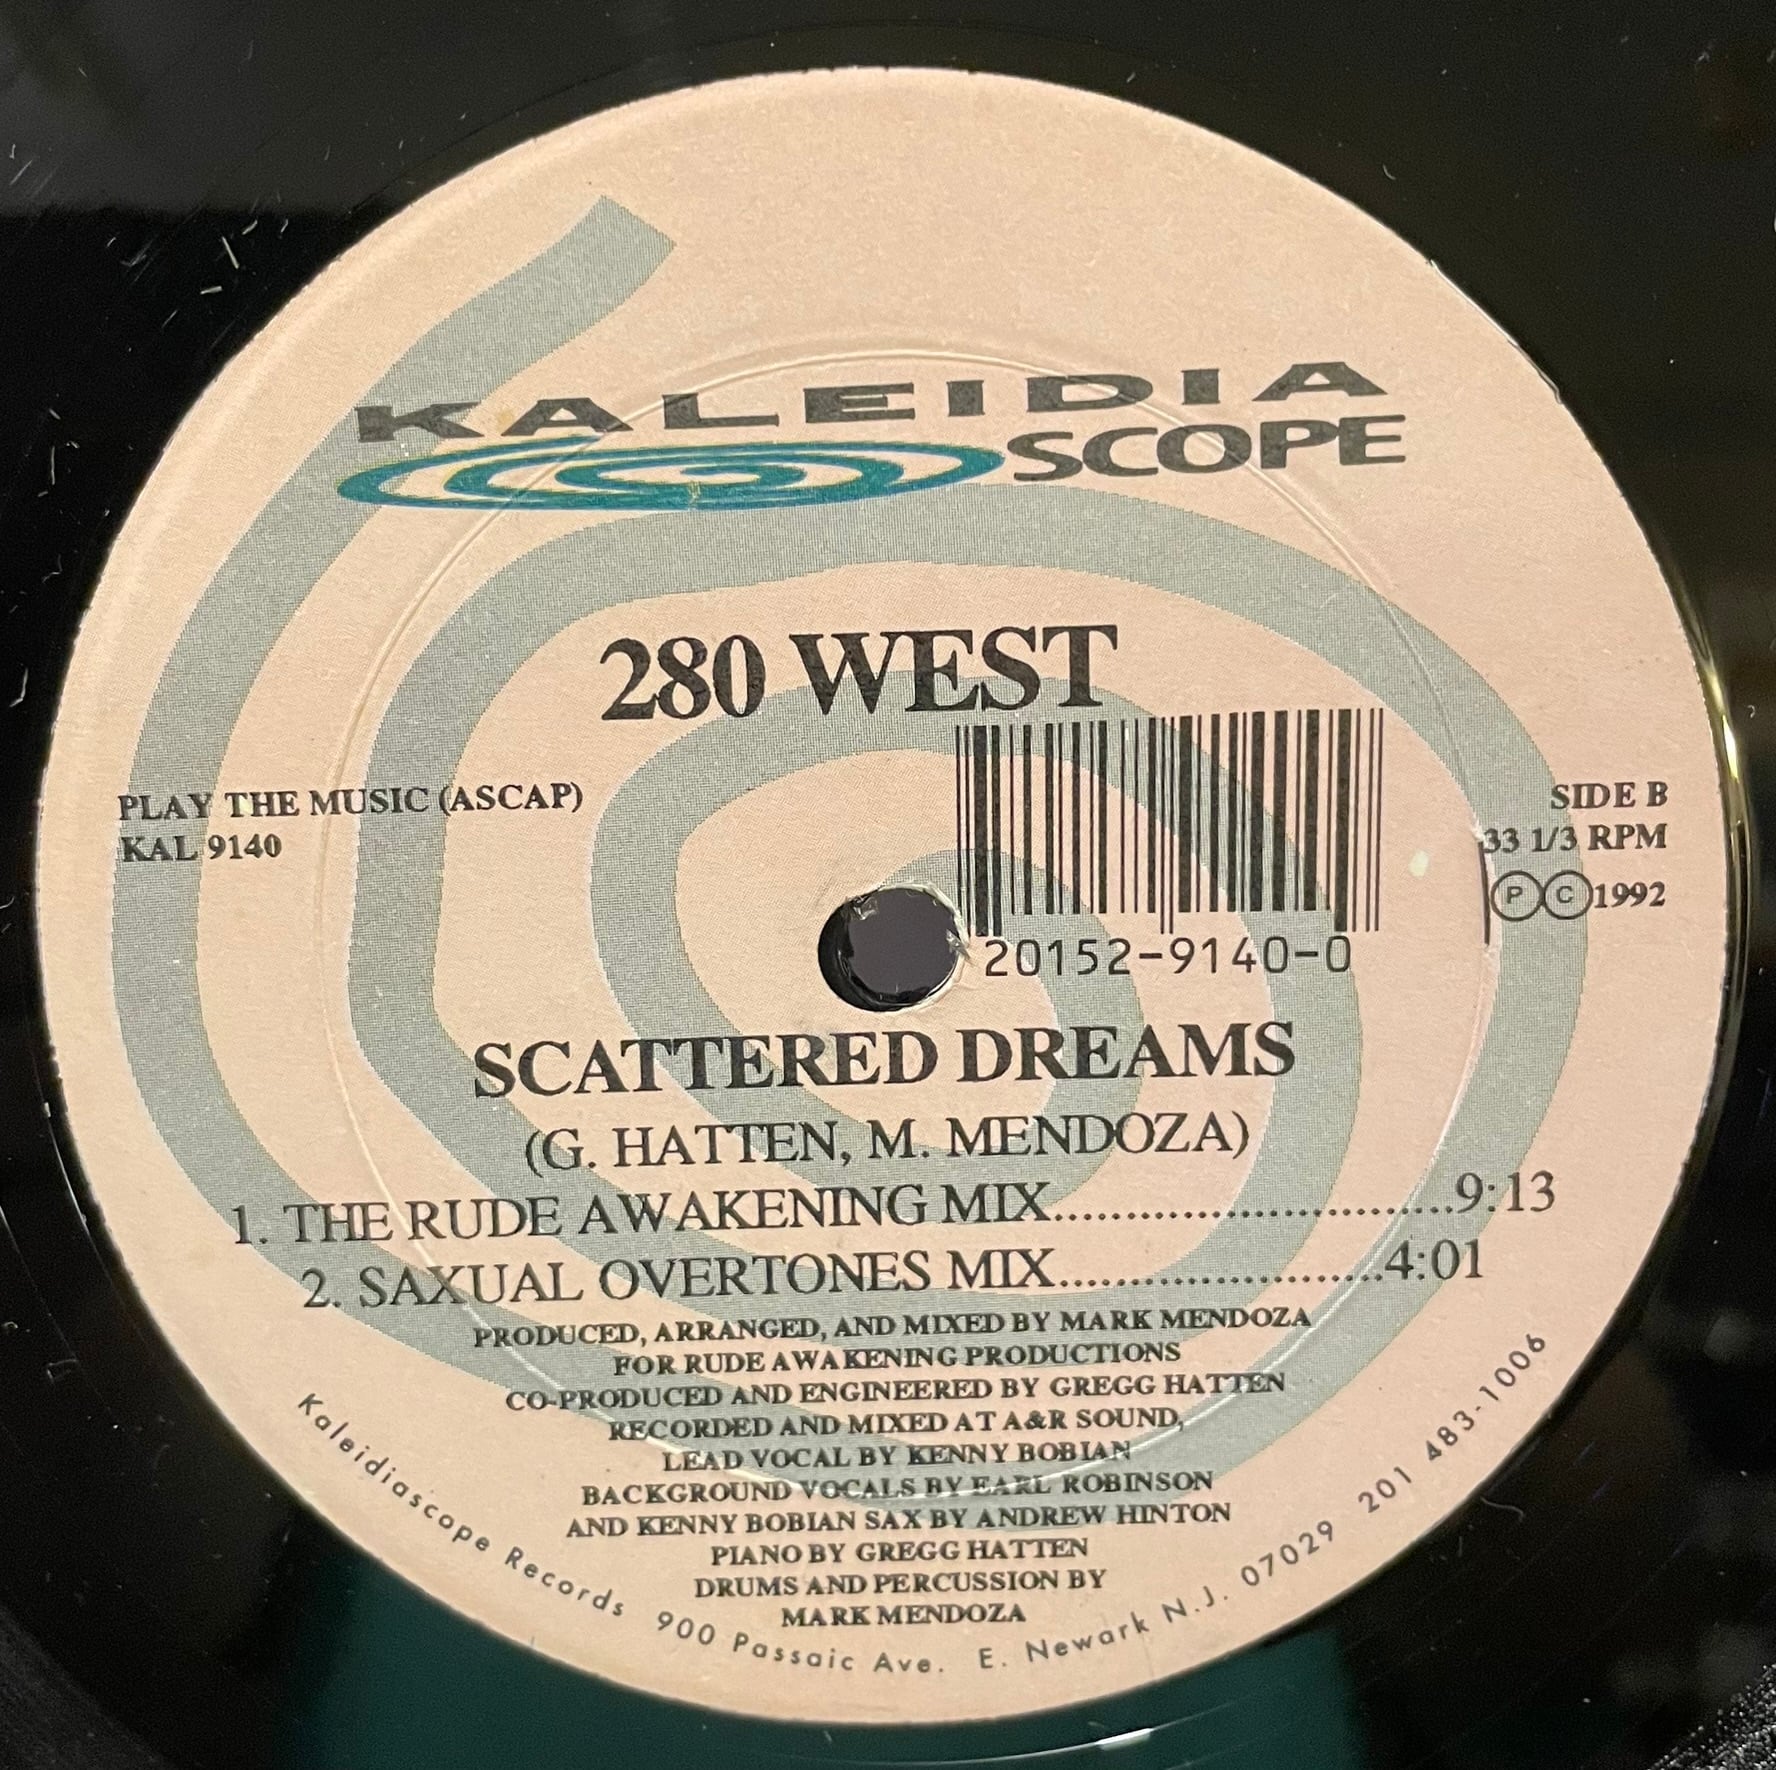 KALEIDIA
SCOPE
280 WEST
PLAY THE MUSIC (ASCAP)
KAL 9140
SIDE B
33 1/3 RPM
Ⓟ©1992
20152-9140-0
SCATTERED DREAMS
(G. HATTEN, M. MENDOZA)
1. THE RUDE AWAKENING MIX............................9:13
2. SAXUAL OVERTONES MIX.......................4:01
PRODUCED, ARRANGED, AND MIXED BY MARK MENDOZA
FOR RUDE AWAKENING PRODUCTIONS
CO-PRODUCED AND ENGINEERED BY GREGG HATTEN
RECORDED AND MIXED AT A&R SOUND,
LEAD VOCAL BY KENNY BOBIAN
BACKGROUND VOCALS BY EARL ROBINSON
AND KENNY BOBIAN SAX BY ANDREW HINTON
PIANO BY GREGG HATTEN
DRUMS AND PERCUSSION BY
MARK MENDOZA
Kaleidiascope Records 900 Passaic Ave. E. Newark N.J. 07029 201 483-1006